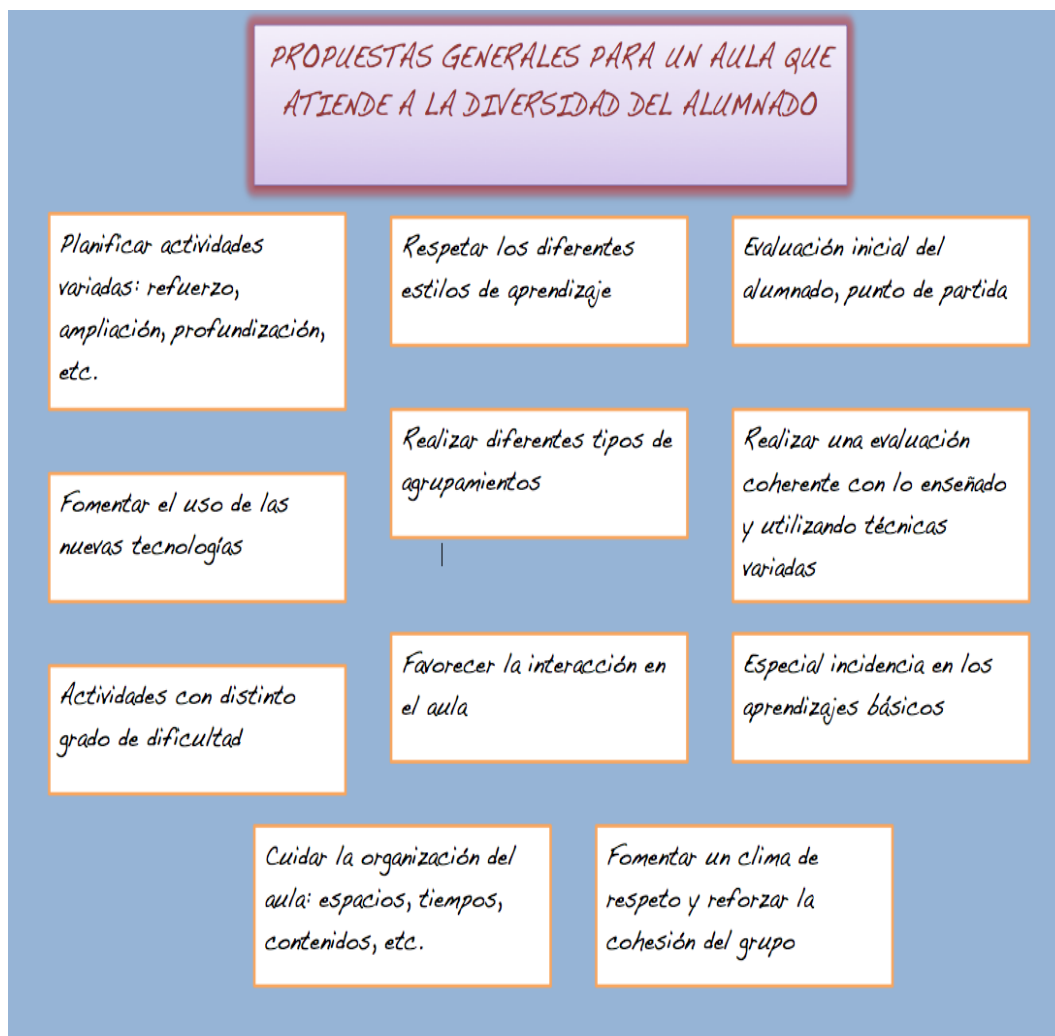 PROPUESTAS GENERALES PARA UN AULA QUE
ATIENDE A LA DIVERSIDAD DEL ALUMNADO
Planificar actividades
variadas: refuerzo,
ampliación, profundización,
etc.
Respetar los diferentes
estilos de aprendizaje
Evaluación inicial del
alumnado, punto de partida
Fomentar el uso de las
nuevas tecnologías
Realizar diferentes tipos de
agrupamientos
Realizar una evaluación
coherente con lo enseñado
y utilizando técnicas
variadas
Actividades con distinto
grado de dificultad
Favorecer la interacción en
el aula
Especial incidencia en los
aprendizajes básicos
Cuidar la organización del
aula: espacios, tiempos,
contenidos, etc.
Fomentar un clima de
respeto y reforzar la
cohesión del grupo